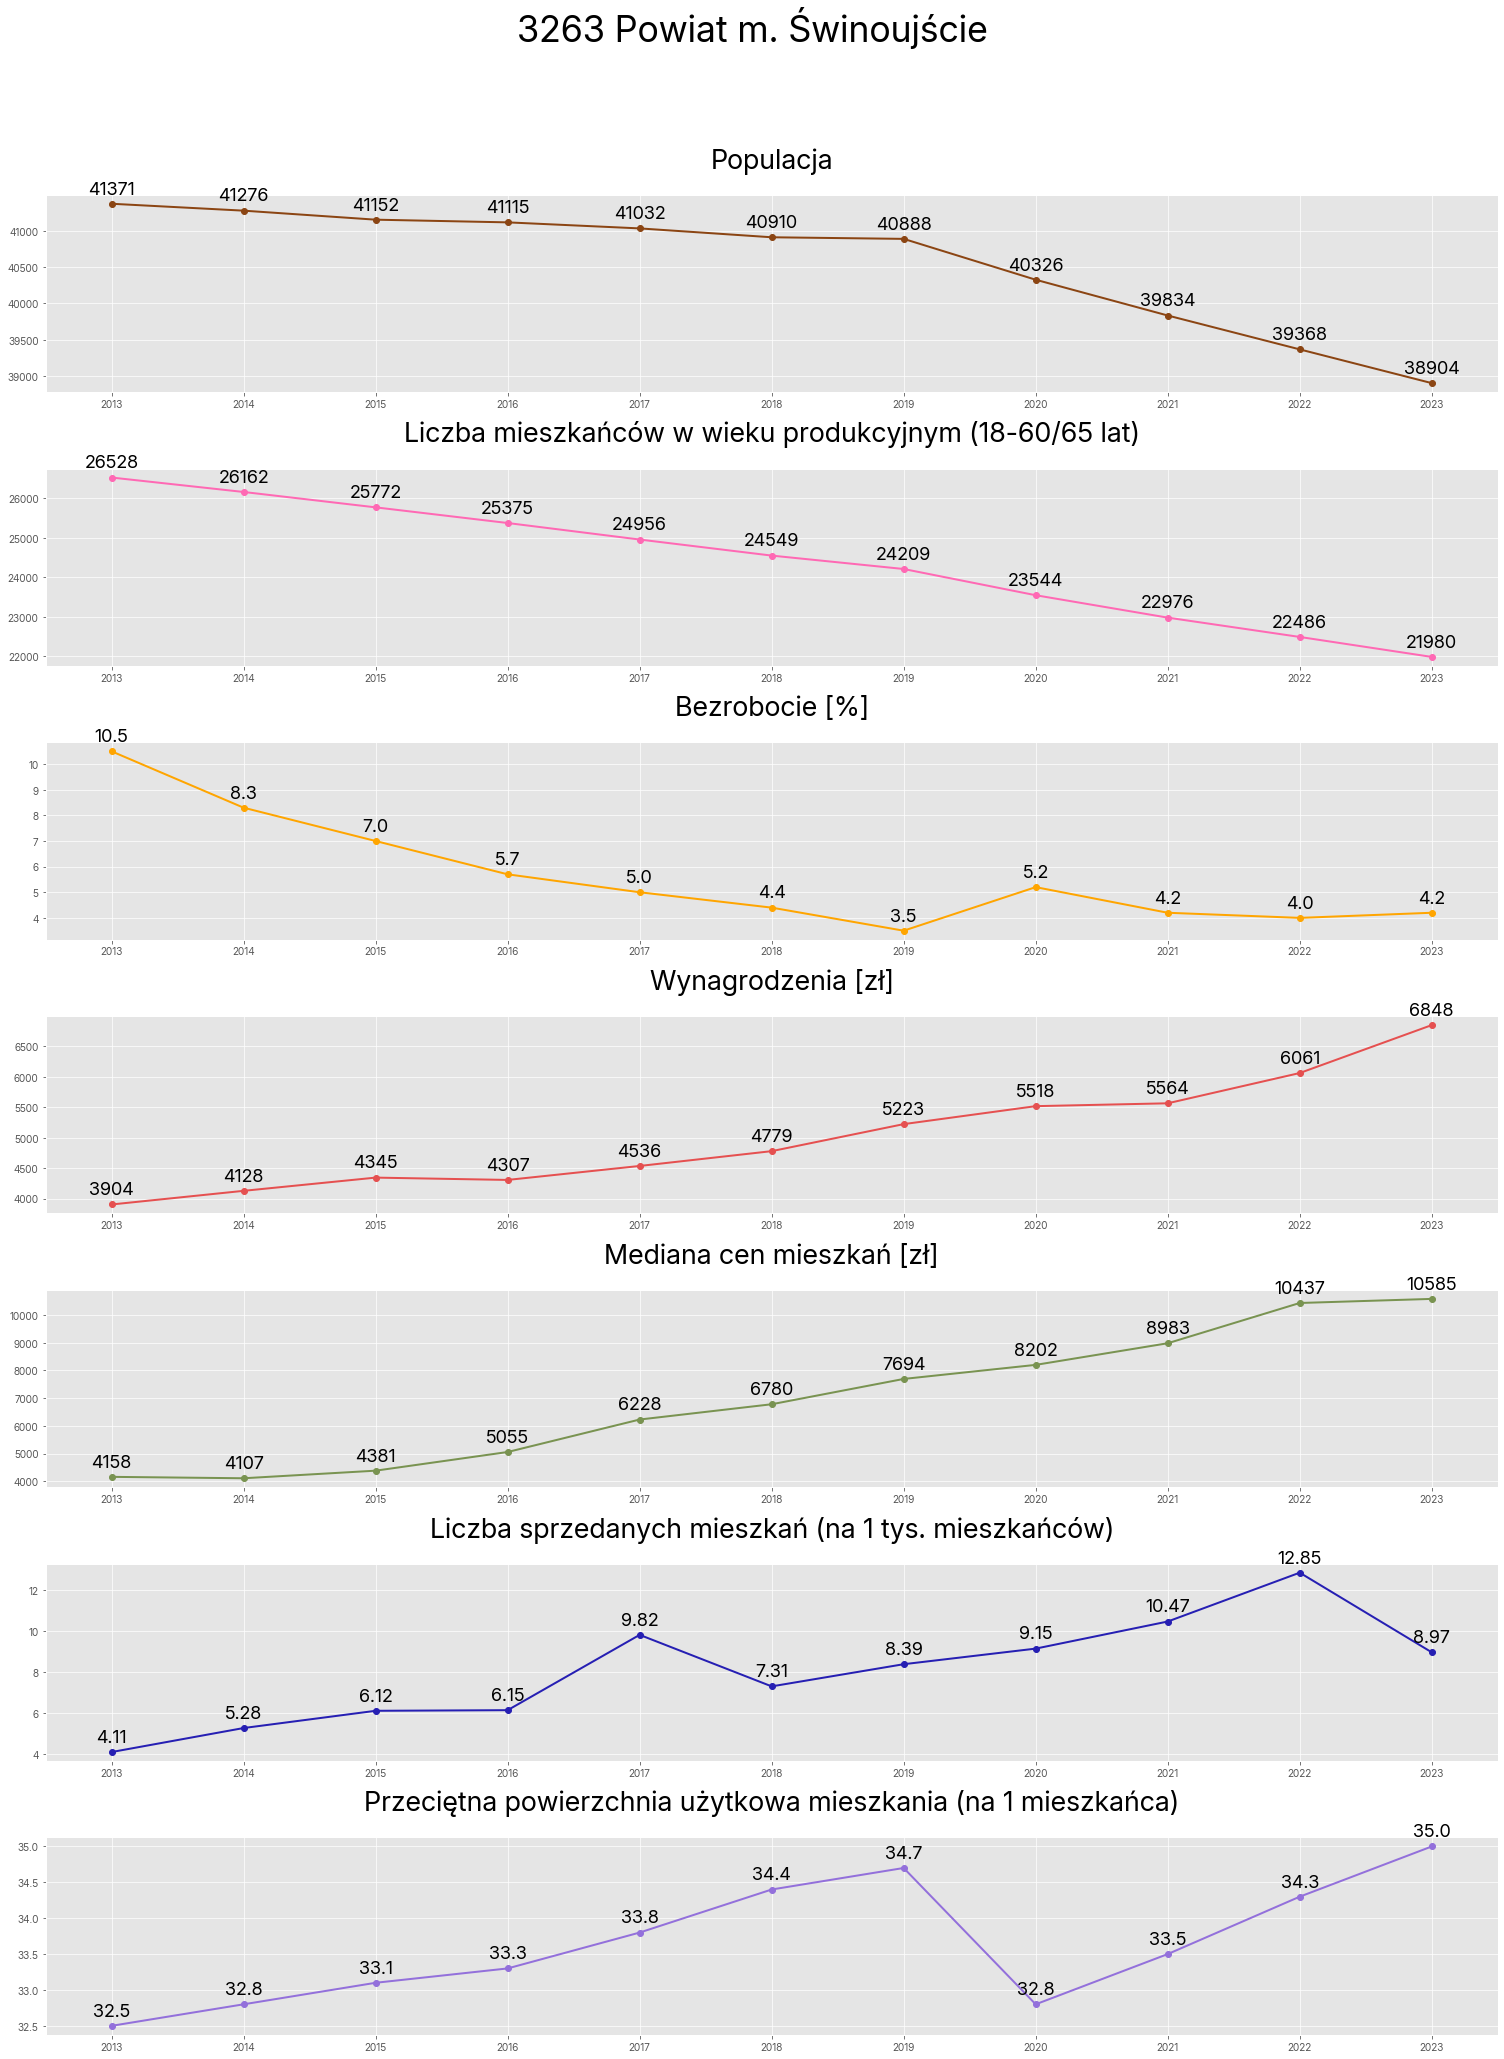 3263 Powiat m. Świnoujście
Populacja
41371 41276 41152 41115 41032 40910 40888 40326 39834 39368 38904
41000
40500
40000
39500
39000
2013 2014 2015 2016 2017 2018 2019 2020 2021 2022 2023
Liczba mieszkańców w wieku produkcyjnym (18-60/65 lat)
26528 26162 25772 25375 24956 24549 24209 23544 22976 22486 21980
26000
25000
24000
23000
22000
2013 2014 2015 2016 2017 2018 2019 2020 2021 2022 2023
Bezrobocie [%]
10.5 8.3 7.0 5.7 5.0 4.4 3.5 5.2 4.2 4.0 4.2
10
9
8
7
6
5
4
2013 2014 2015 2016 2017 2018 2019 2020 2021 2022 2023
Wynagrodzenia [zł]
3904 4128 4345 4307 4536 4779 5223 5518 5564 6061 6848
6500
6000
5500
5000
4500
4000
2013 2014 2015 2016 2017 2018 2019 2020 2021 2022 2023
Mediana cen mieszkań [zł]
4158 4107 4381 5055 6228 6780 7694 8202 8983 10437 10585
10000
9000
8000
7000
6000
5000
4000
2013 2014 2015 2016 2017 2018 2019 2020 2021 2022 2023
Liczba sprzedanych mieszkań (na 1 tys. mieszkańców)
4.11 5.28 6.12 6.15 9.82 7.31 8.39 9.15 10.47 12.85 8.97
12
10
8
6
4
2013 2014 2015 2016 2017 2018 2019 2020 2021 2022 2023
Przeciętna powierzchnia użytkowa mieszkania (na 1 mieszkańca)
32.5 32.8 33.1 33.3 33.8 34.4 34.7 32.8 33.5 34.3 35.0
35.0
34.5
34.0
33.5
33.0
32.5
2013 2014 2015 2016 2017 2018 2019 2020 2021 2022 2023